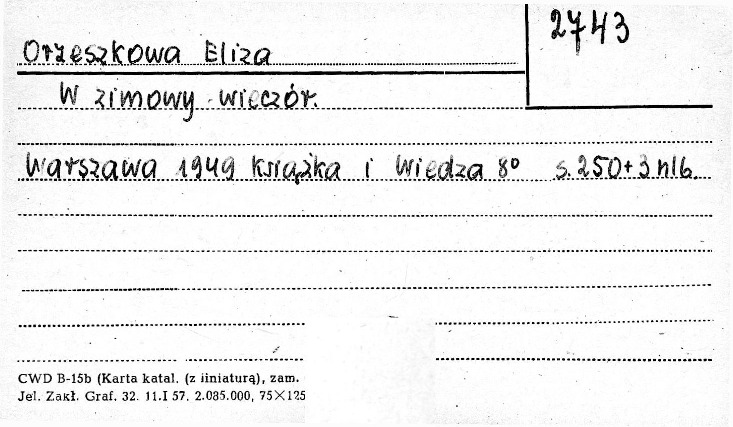 2743
Orzeszkowa Eliza
W zimowy wieczór.
Warszawa 1949 Książka i Wiedza 8° s. 250+3 nlb.
CWD B-15b (Karta katal. (z liniaturą), zam.
Jel. Zakł. Graf. 32. 11.I 57. 2.085.000, 75×125